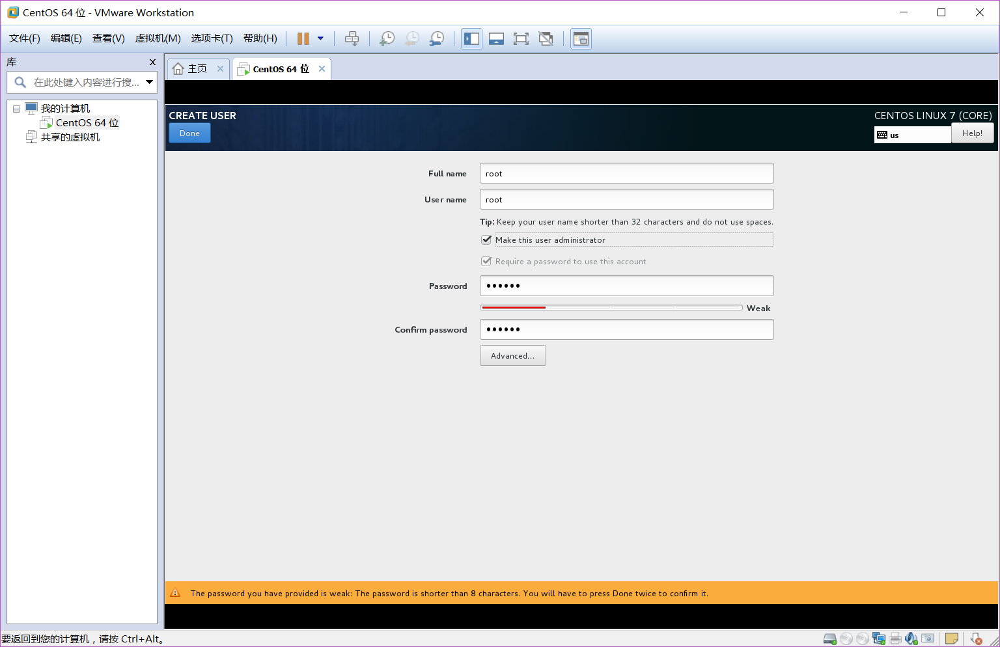 CentOS 64 位 - VMware Workstation
文件(F) 编辑(E) 查看(V) 虚拟机(M) 选项卡(T) 帮助(H)
库
在此处键入内容进行搜...
我的计算机
CentOS 64 位
共享的虚拟机
主页
CentOS 64 位
CREATE USER
Done
CENTOS LINUX 7 (CORE)
us
Help!
Full name
root
User name
root
Tip: Keep your user name shorter than 32 characters and do not use spaces.
Make this user administrator
Require a password to use this account
Password
••••••
Weak
Confirm password
••••••
Advanced...
The password you have provided is weak: The password is shorter than 8 characters. You will have to press Done twice to confirm it.
要返回到您的计算机，请按 Ctrl+Alt。